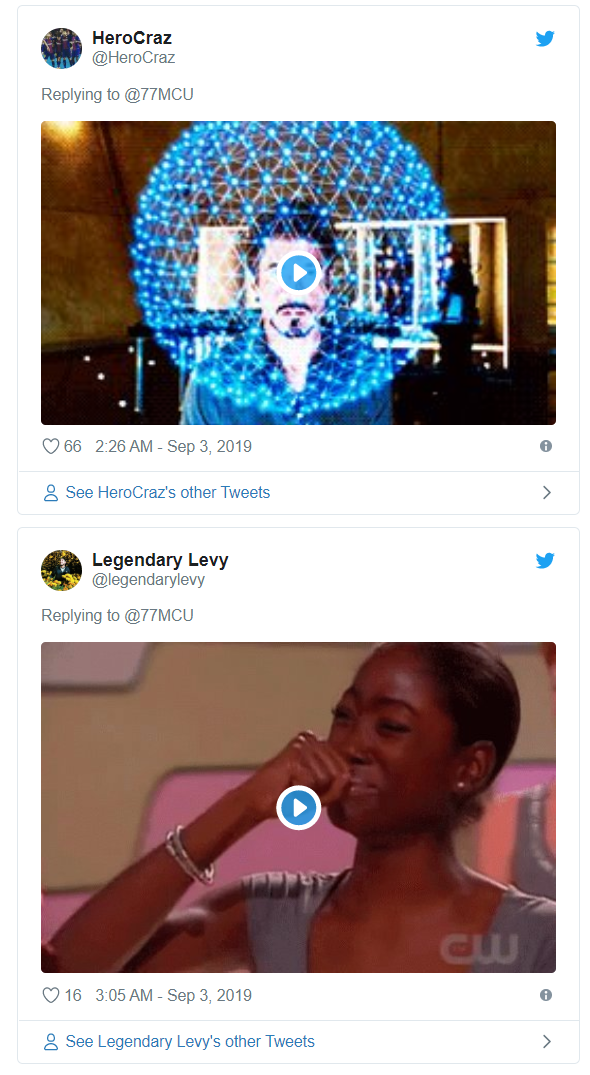 HeroCraz
@HeroCraz
Replying to @77MCU
66 2:26 AM - Sep 3, 2019
See HeroCraz's other Tweets
Legendary Levy
@legendarylevy
Replying to @77MCU
CW
16 3:05 AM - Sep 3, 2019
See Legendary Levy's other Tweets